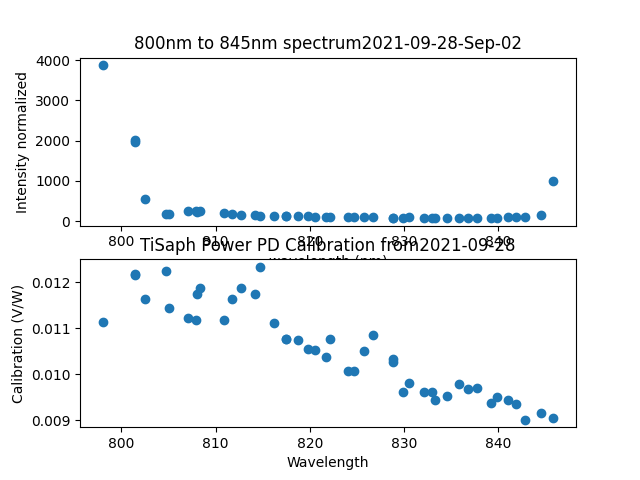 800nm to 845nm spectrum2021-09-28-Sep-02
4000
3000
2000
1000
0
Intensity normalized
800 810 820 830 840
wavelength (nm)
TiSaph Power PD Calibration from2021-09-28
0.012
0.011
0.010
0.009
Calibration (V/W)
800 810 820 830 840
Wavelength